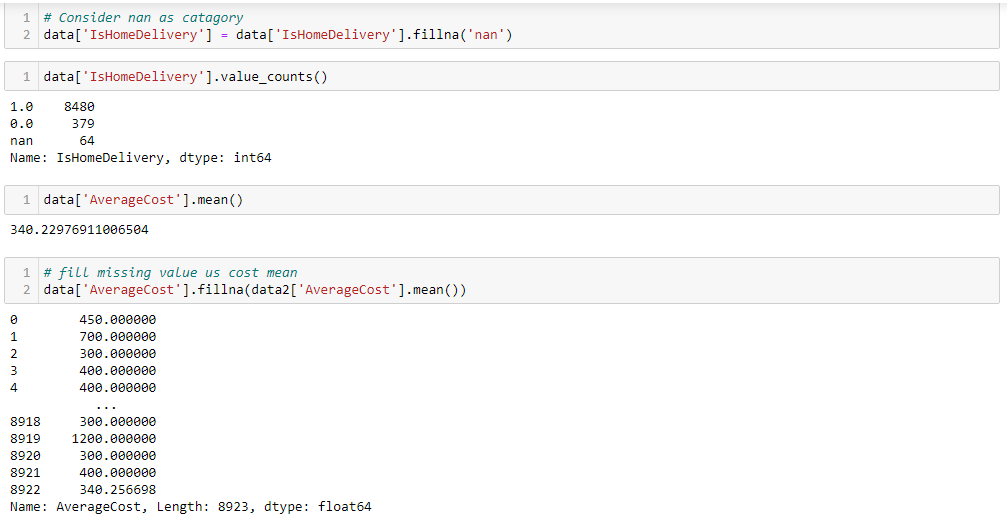 1 # Consider nan as catagory
2 data['IsHomeDelivery'] = data['IsHomeDelivery'].fillna('nan')
1 data['IsHomeDelivery'].value_counts()
1.0    8480
0.0     379
nan      64
Name: IsHomeDelivery, dtype: int64
1 data['AverageCost'].mean()
340.22976911006504
1 # fill missing value us cost mean
2 data['AverageCost'].fillna(data2['AverageCost'].mean())
0        450.000000
1        700.000000
2        300.000000
3        400.000000
4        400.000000
...
8918     300.000000
8919    1200.000000
8920     300.000000
8921     400.000000
8922     340.256698
Name: AverageCost, Length: 8923, dtype: float64